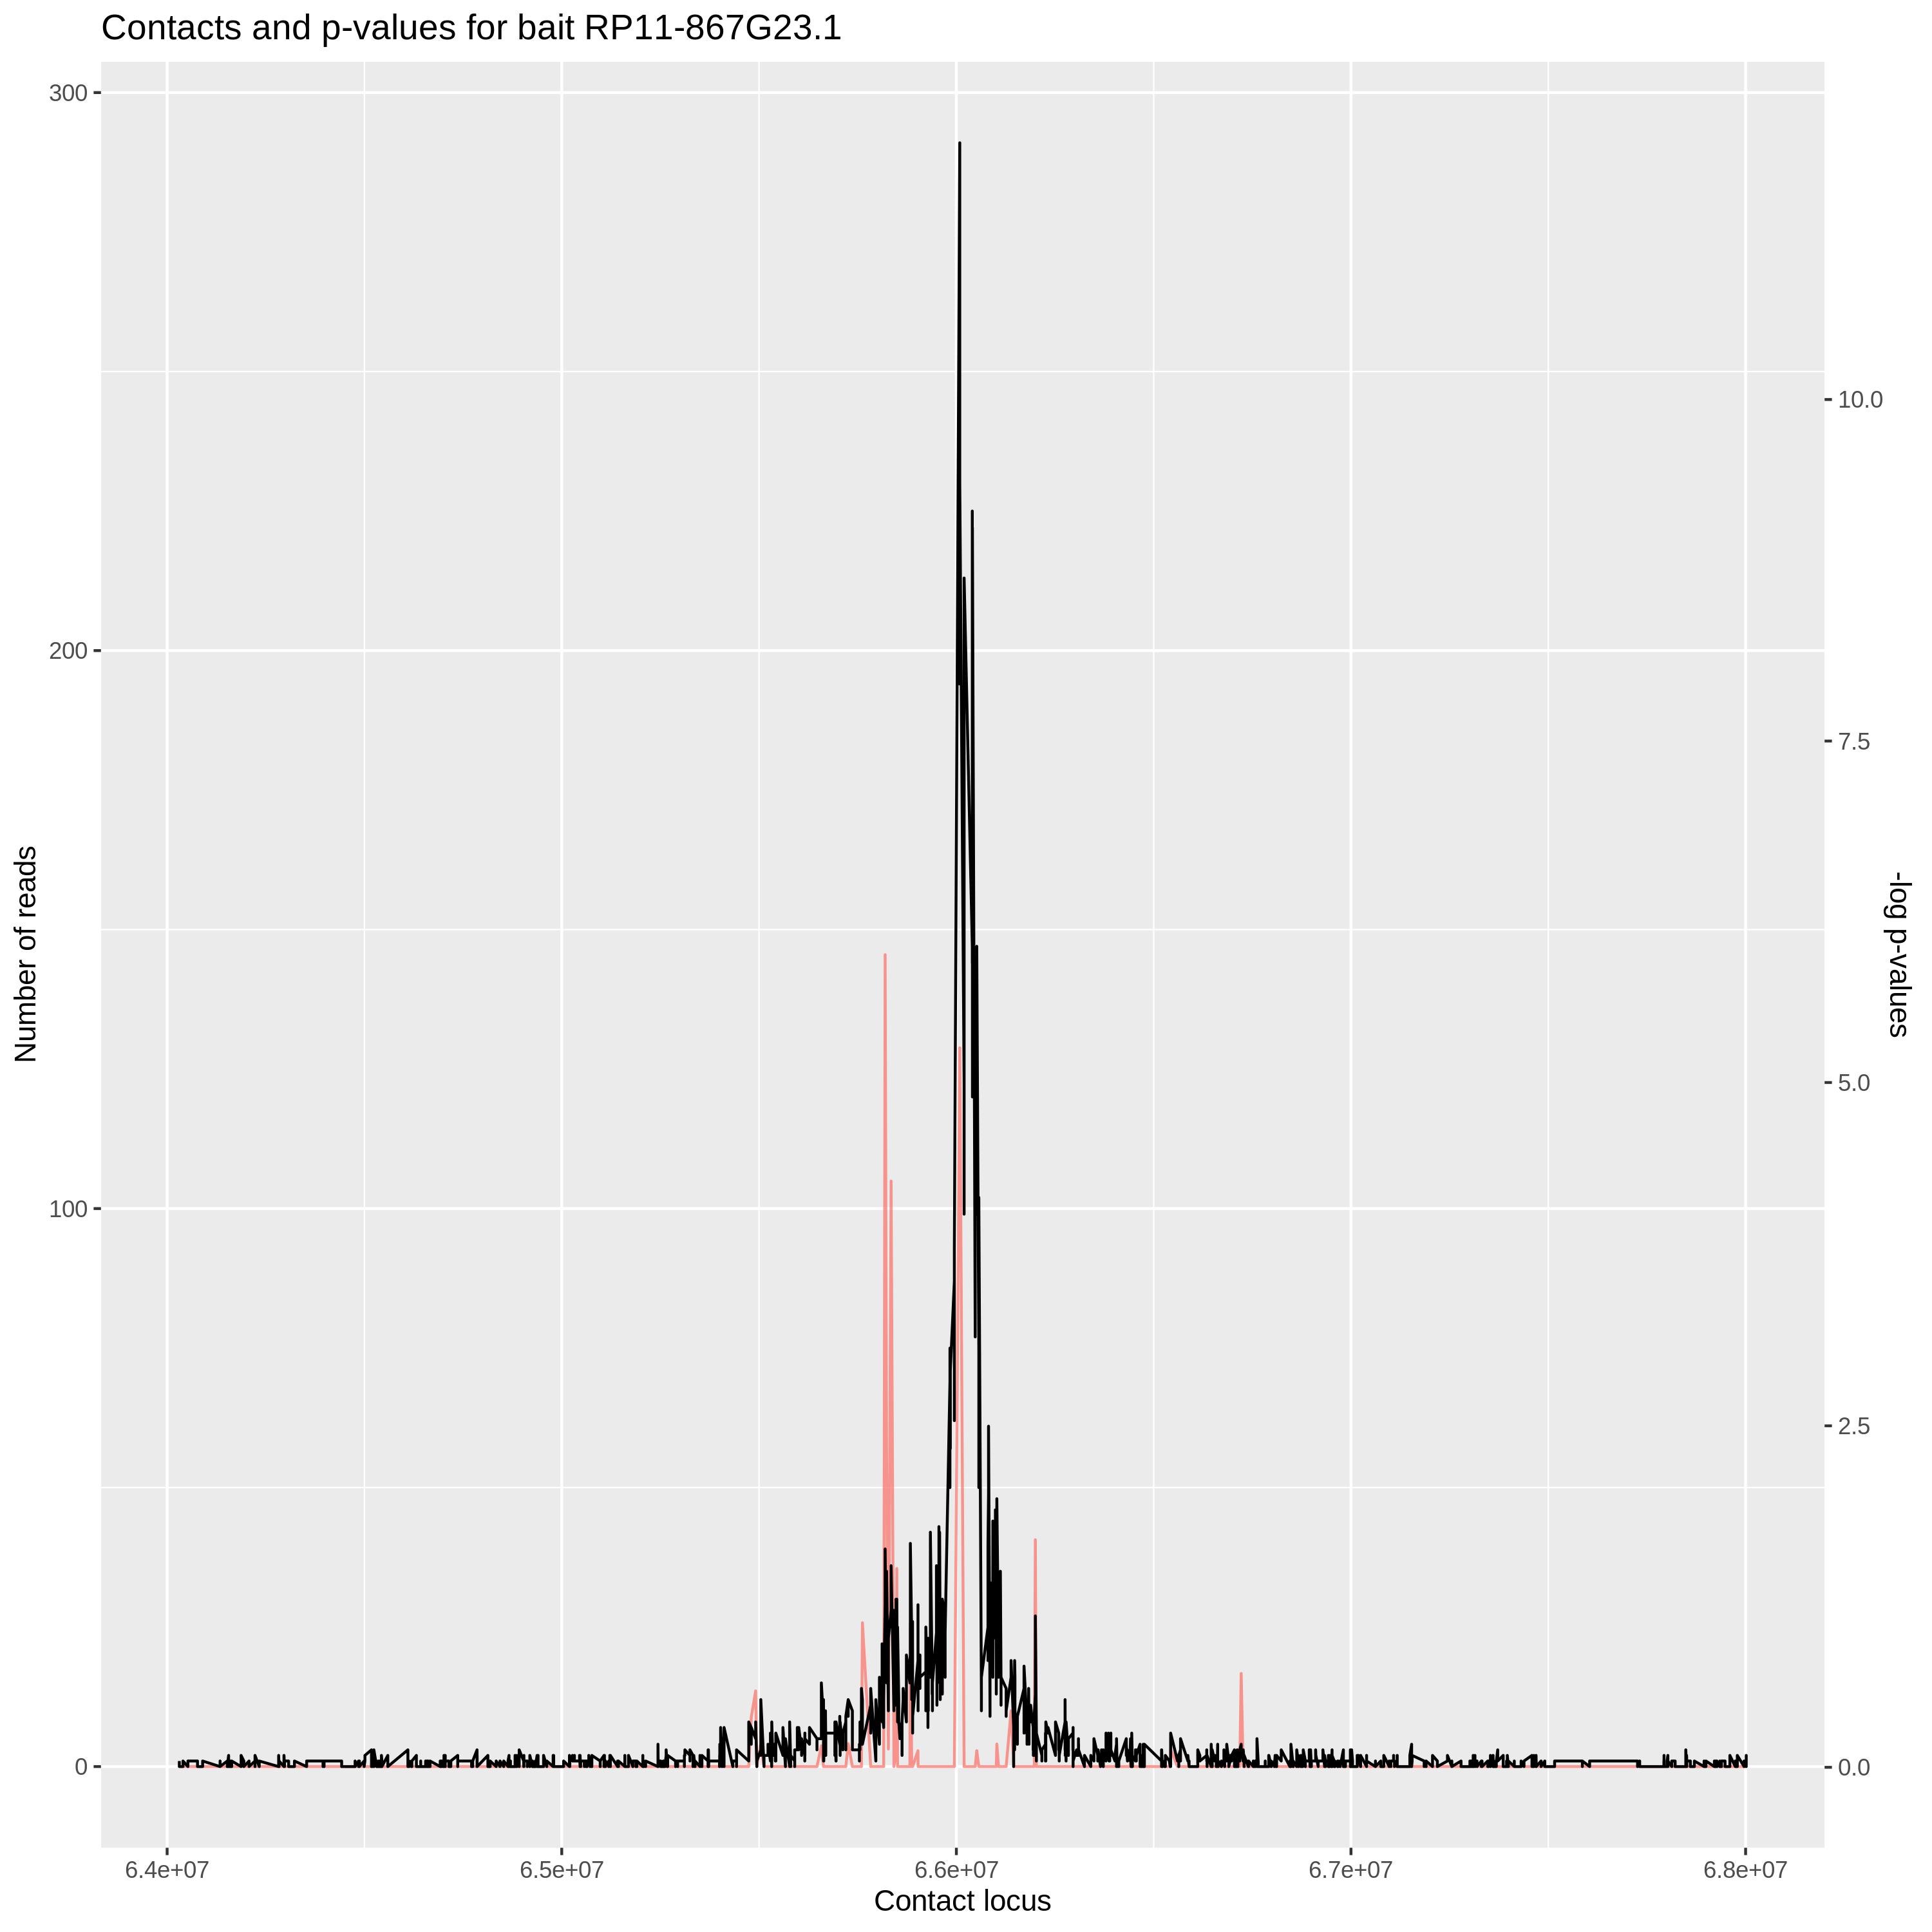 Contacts and p-values for bait RP11-867G23.1
300
200
100
0
Number of reads
10.0
7.5
5.0
2.5
0.0
-log p-values
6.4e+07 6.5e+07 6.6e+07 6.7e+07 6.8e+07
Contact locus